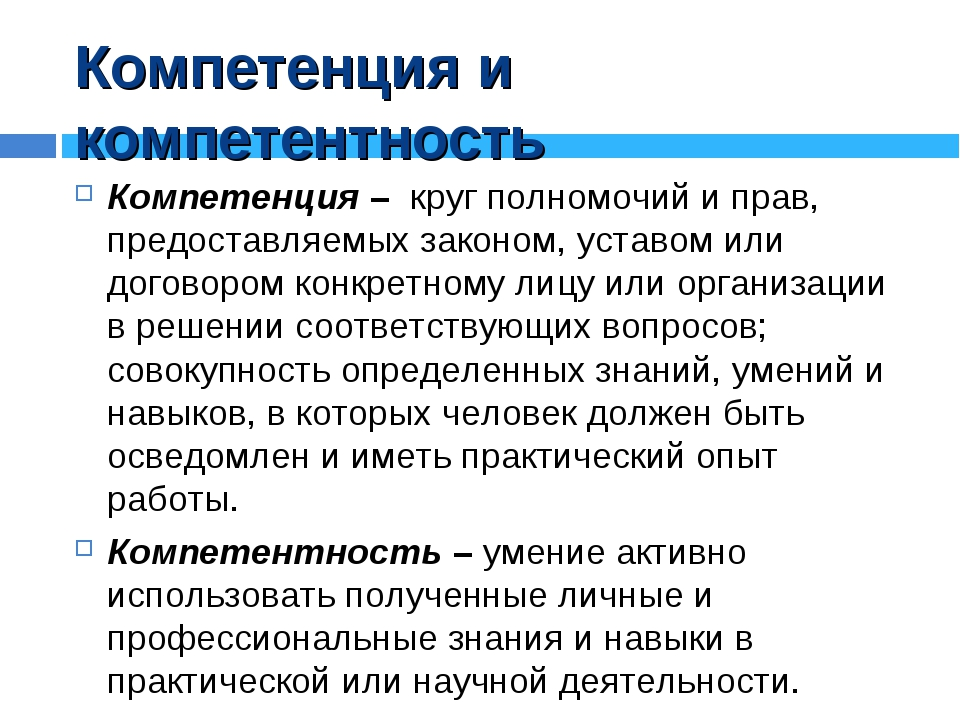 Компетенция и
компетентность
Компетенция – круг полномочий и прав,
предоставляемых законом, уставом или
договором конкретному лицу или организации
в решении соответствующих вопросов;
совокупность определенных знаний, умений и
навыков, в которых человек должен быть
осведомлен и иметь практический опыт
работы.
Компетентность – умение активно
использовать полученные личные и
профессиональные знания и навыки в
практической или научной деятельности.